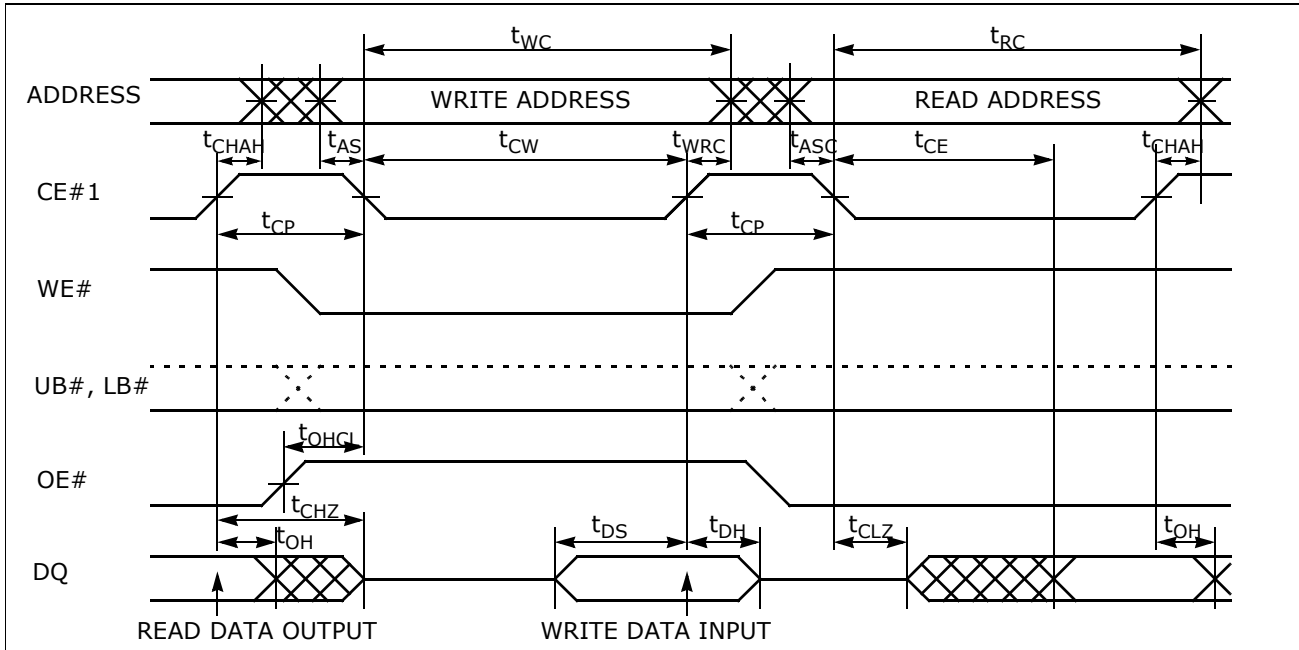 tWC tRC
ADDRESS WRITE ADDRESS READ ADDRESS
tCHAH tAS tCW tWRC tASC tCE tCHAH
CE#1
tCP tCP
WE#
UB#, LB#
tOHCL
OE#
tCHZ
tOH tDS tDH tCLZ tOH
DQ
READ DATA OUTPUT WRITE DATA INPUT